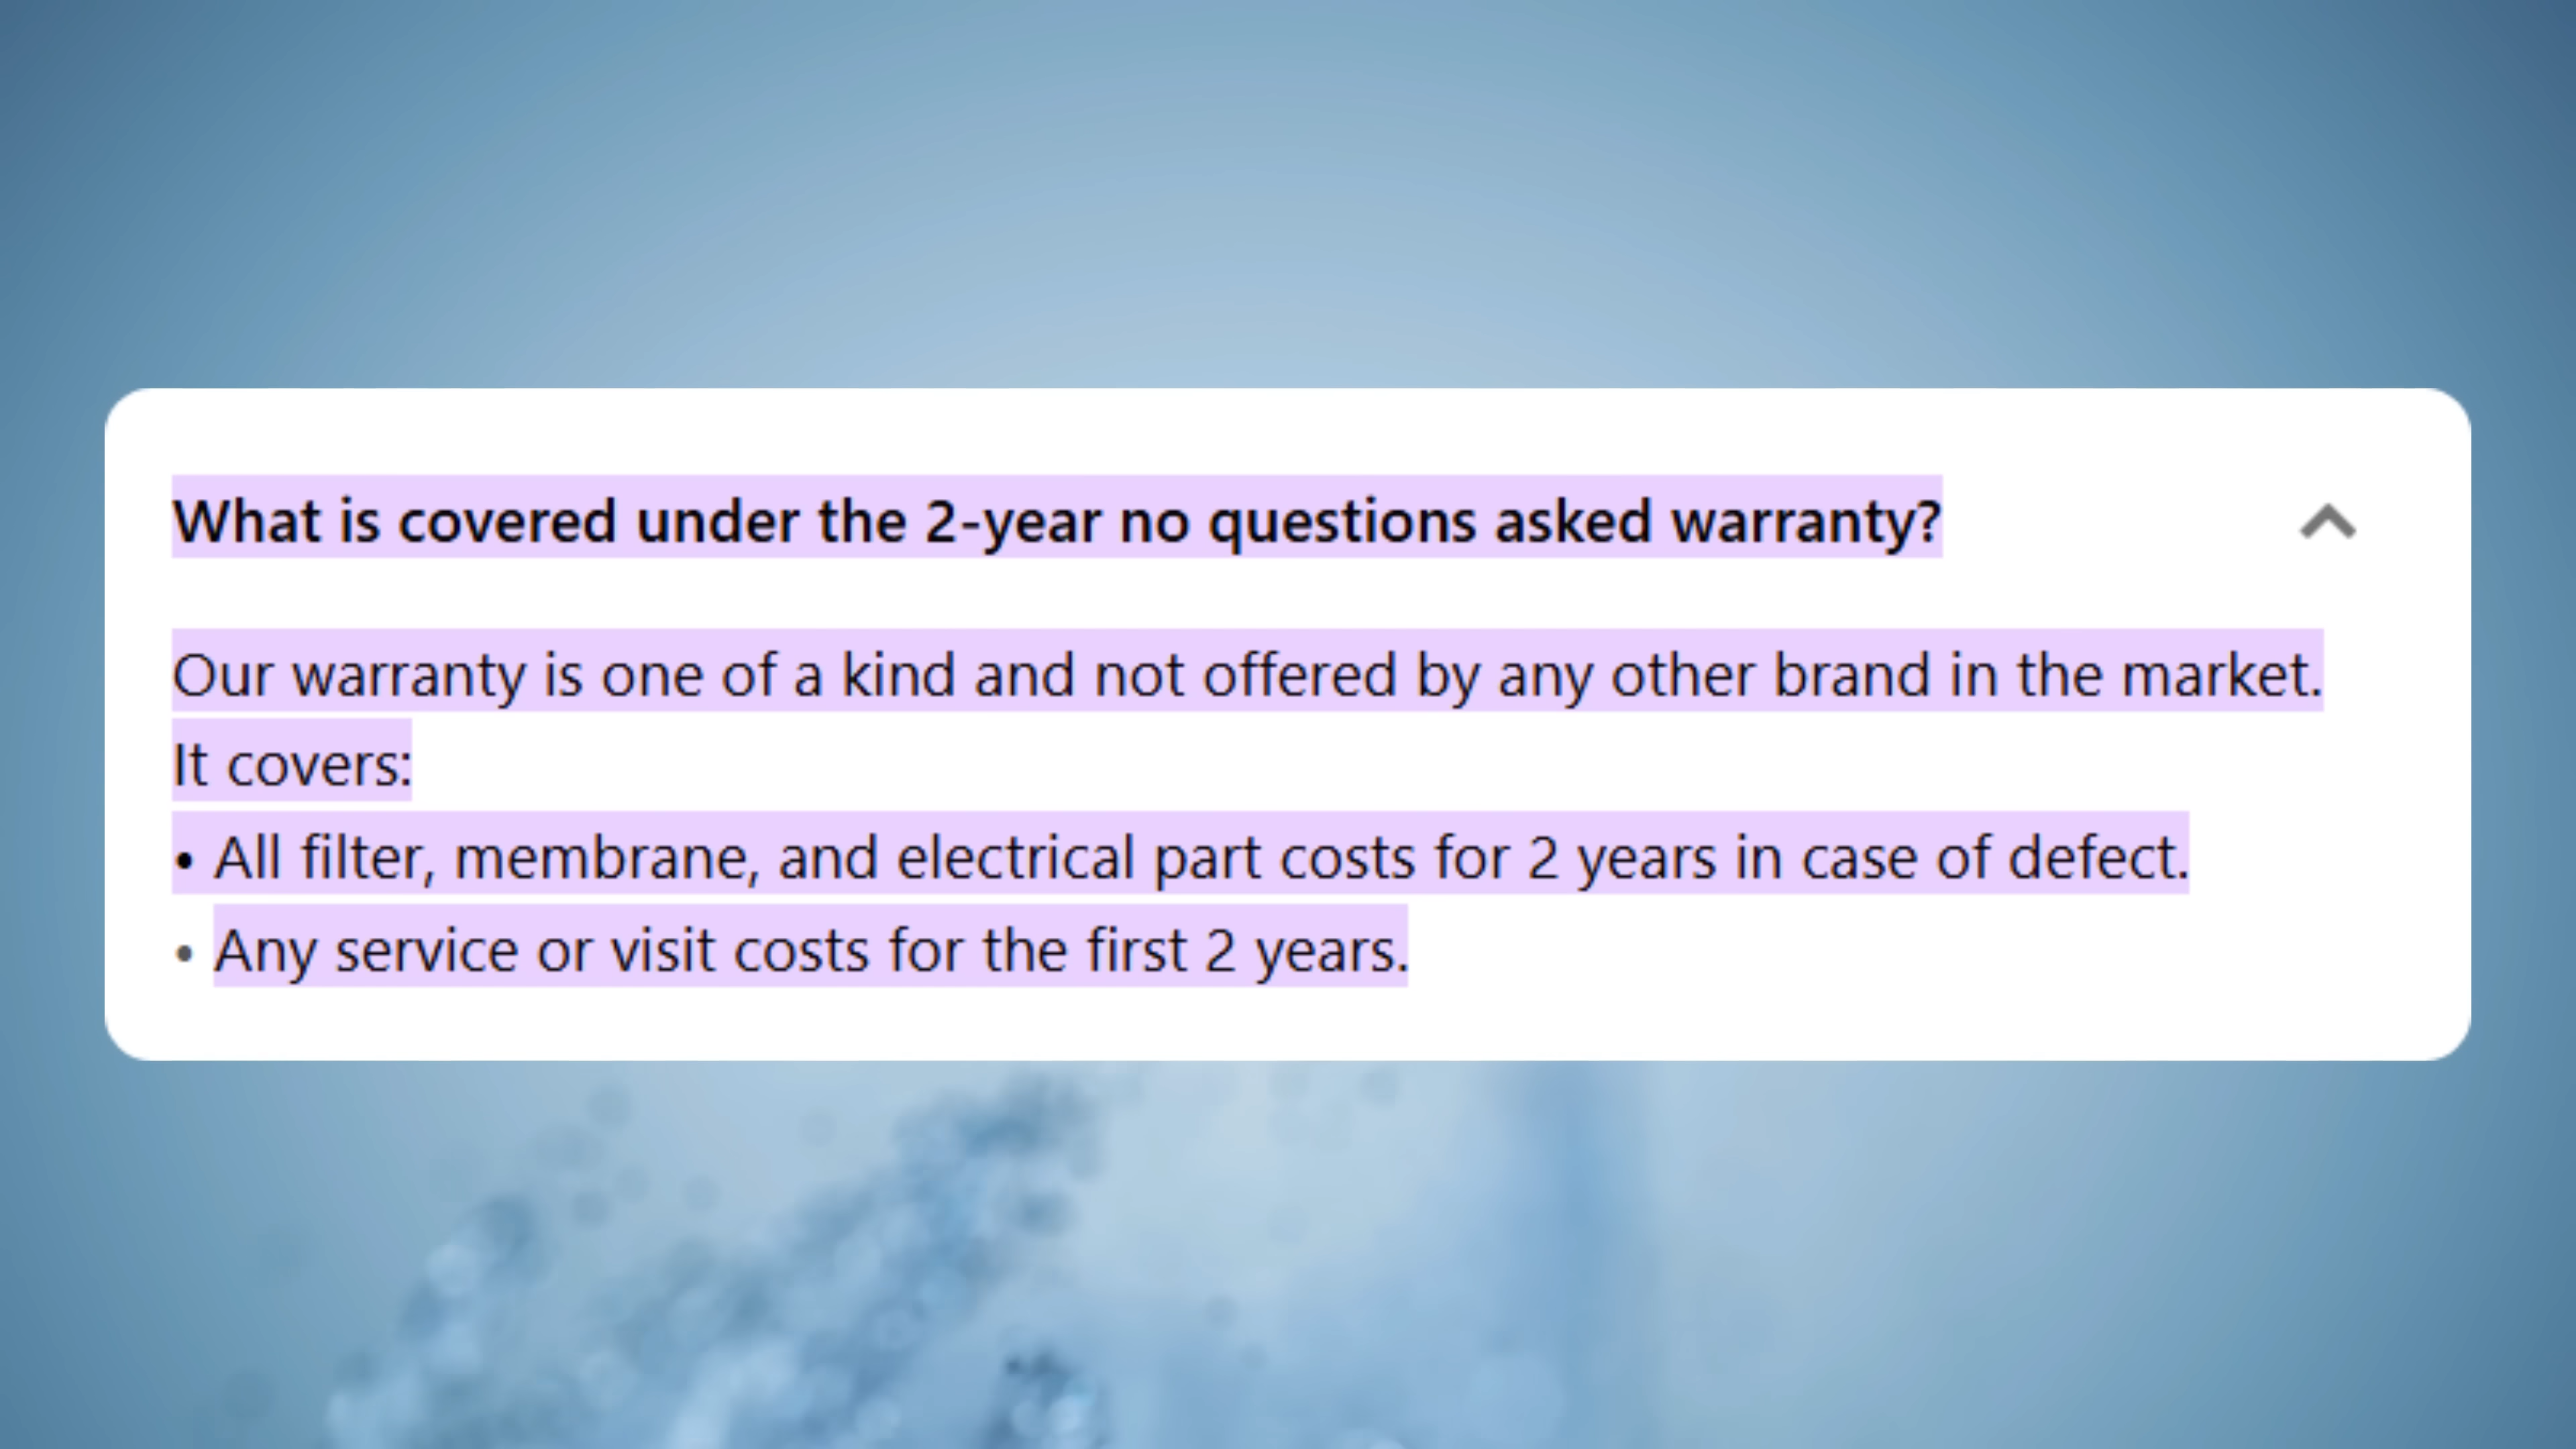 What is covered under the 2-year no questions asked warranty?
Our warranty is one of a kind and not offered by any other brand in the market.
It covers:
• All filter, membrane, and electrical part costs for 2 years in case of defect.
• Any service or visit costs for the first 2 years.